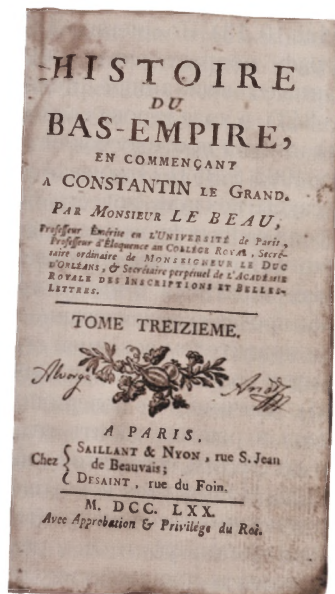 HISTOIRE
DU
BAS-EMPIRE,
EN COMMENÇANT
A CONSTANTIN LE GRAND.
PAR MONSIEUR LE BEAU,
Professeur Émérite en L'UNIVERSITÉ de Paris,
Professeur d'Éloquence au COLLÉGE ROYAL, Secré-
taire ordinaire de MONSEIGNEUR LE DUC
D'ORLÉANS, & Secrétaire perpétuel de L'ACADÉMIE
ROYALE DES INSCRIPTIONS ET BELLES-
LETTRES.
TOME TREIZIEME.
A PARIS,
Chez SAILLANT & NYON, rue S. Jean
de Beauvais;
DESAINT, rue du Foin.
M. DCC. LXX.
Avec Approbation & Privilége du Roi.